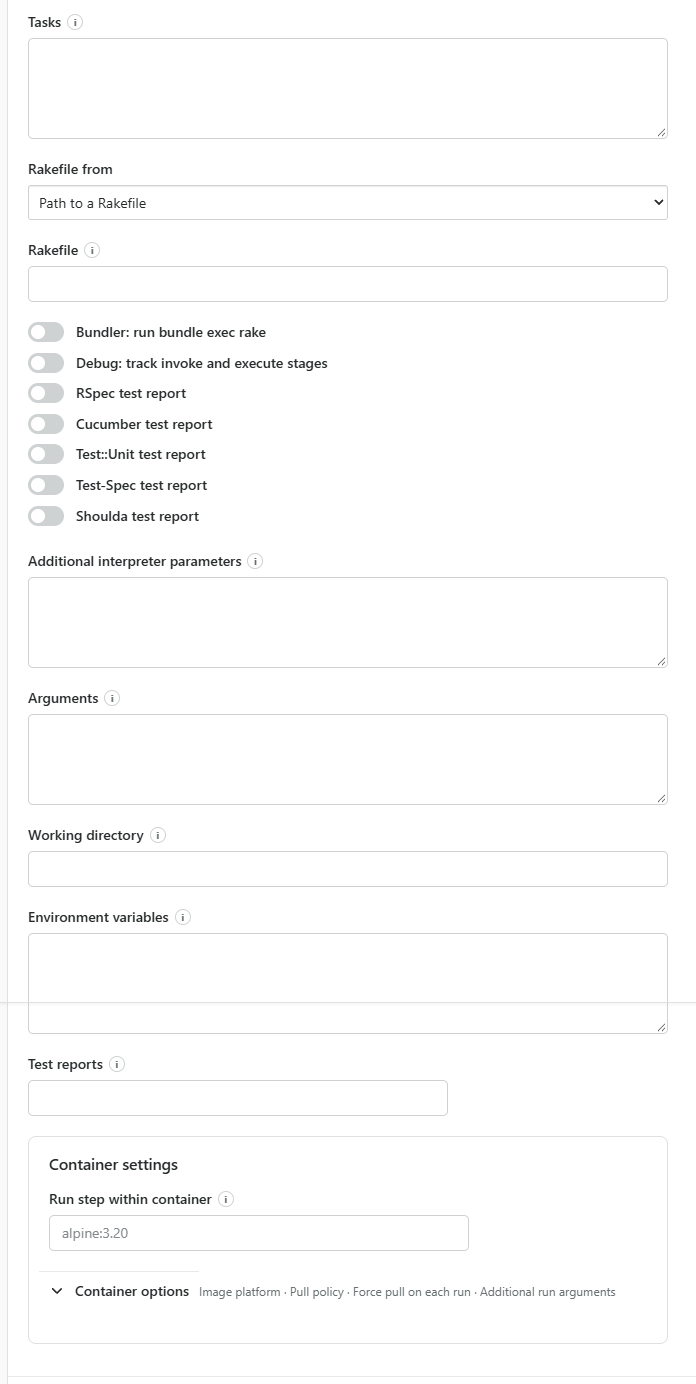 Tasks i
Rakefile from
Path to a Rakefile
Rakefile i
Bundler: run bundle exec rake
Debug: track invoke and execute stages
RSpec test report
Cucumber test report
Test::Unit test report
Test-Spec test report
Shoulda test report
Additional interpreter parameters i
Arguments i
Working directory i
Environment variables i
Test reports i
Container settings
Run step within container i
alpine:3.20
Container options Image platform · Pull policy · Force pull on each run · Additional run arguments